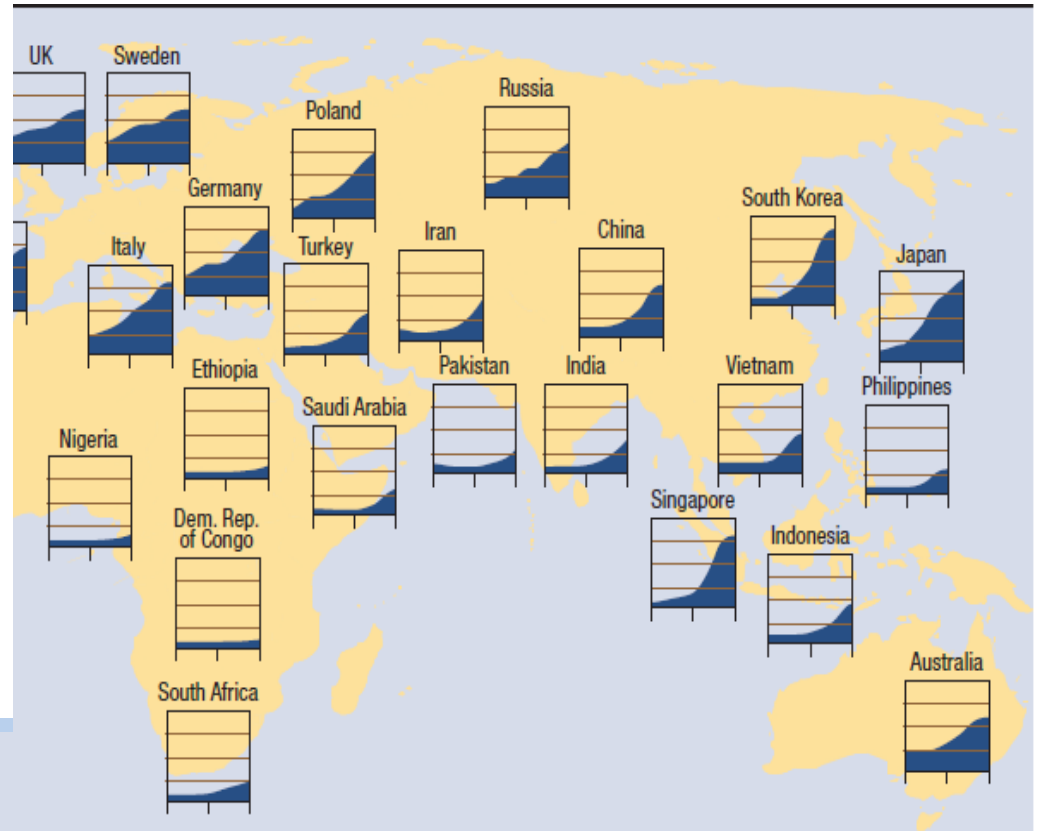 UK
Sweden
Russia
Poland
Germany
South Korea
Iran
China
Italy
Turkey
Japan
Ethiopia
Pakistan
India
Vietnam
Philippines
Saudi Arabia
Nigeria
Singapore
Dem. Rep.
of Congo
Indonesia
Australia
South Africa